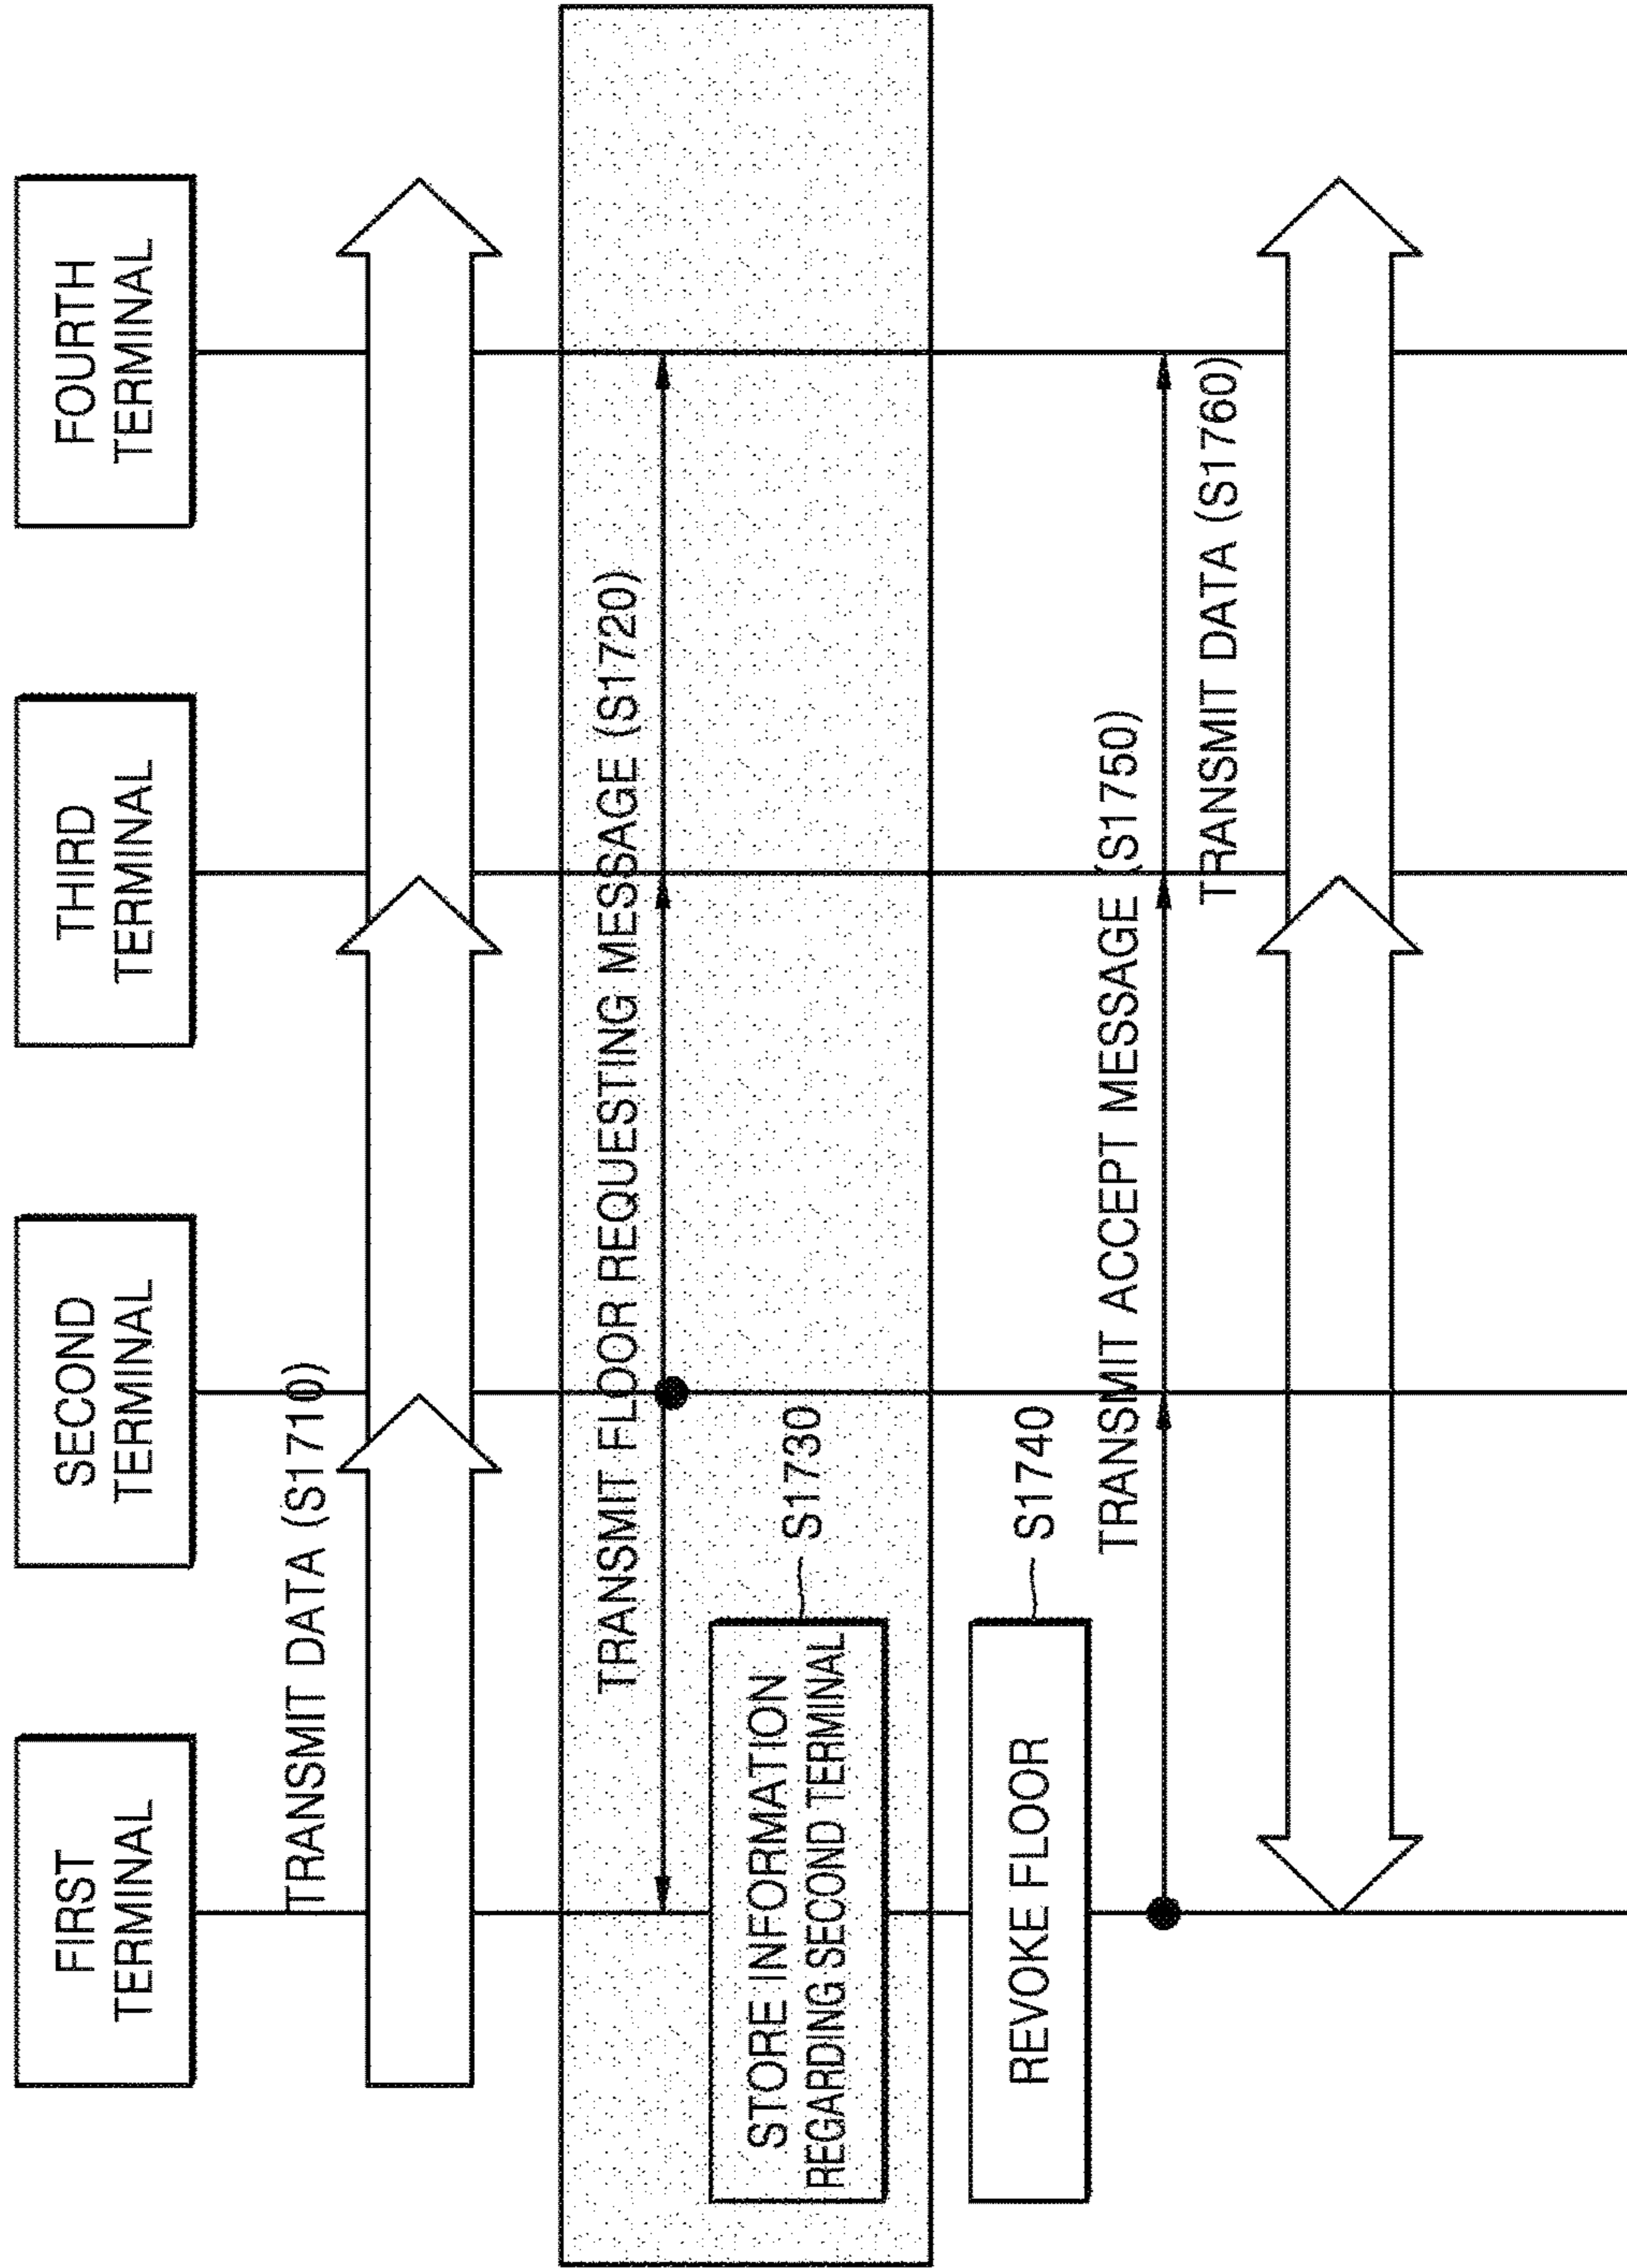 FIRST
TERMINAL
SECOND
TERMINAL
THIRD
TERMINAL
FOURTH
TERMINAL
TRANSMIT DATA (S1710)
TRANSMIT FLOOR REQUESTING MESSAGE (S1720)
STORE INFORMATION
REGARDING SECOND TERMINAL
S1730
REVOKE FLOOR
S1740
TRANSMIT ACCEPT MESSAGE (S1750)
TRANSMIT DATA (S1760)